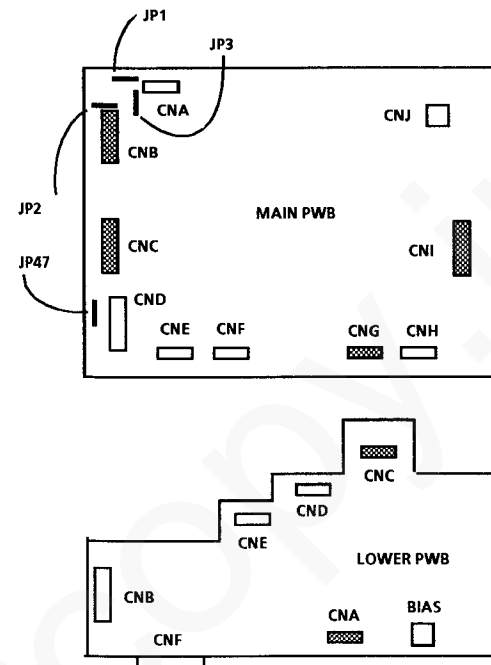 JP1
JP3
CNA
CNJ
CNB
JP2
MAIN PWB
CNC
CNI
JP47
CND
CNE
CNF
CNG
CNH
CNC
CND
CNE
LOWER PWB
CNB
CNA
BIAS
CNF